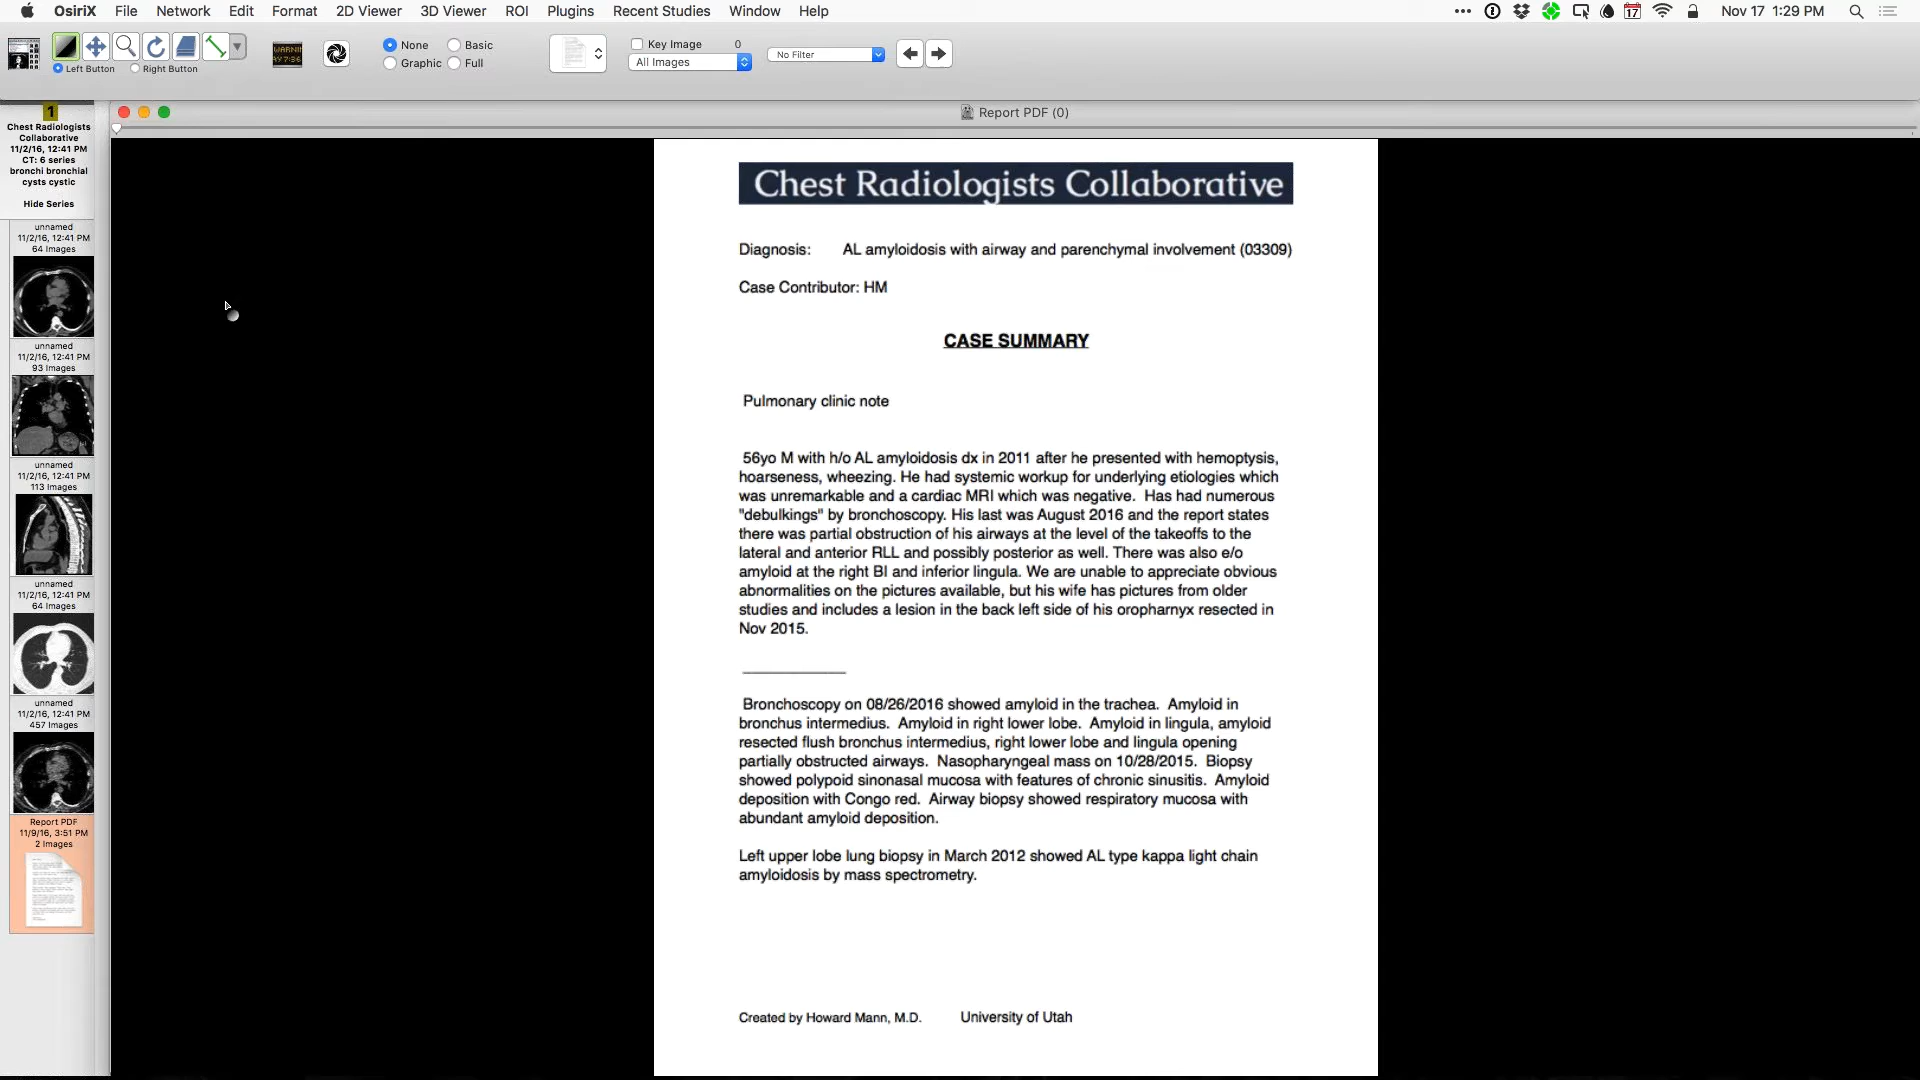 OsiriX File Network Edit Format 2D Viewer 3D Viewer ROI Plugins Recent Studies Window Help
17 Nov 17 1:29 PM
Left Button Right Button
None Basic
Graphic Full
Key Image 0
All Images
No Filter
Report PDF (0)
1
Chest Radiologists
Collaborative
11/2/16, 12:41 PM
CT: 6 series
bronchi bronchial
cysts cystic
Hide Series
unnamed
11/2/16, 12:41 PM
64 Images
unnamed
11/2/16, 12:41 PM
93 Images
unnamed
11/2/16, 12:41 PM
113 Images
unnamed
11/2/16, 12:41 PM
64 Images
unnamed
11/2/16, 12:41 PM
457 Images
Report PDF
11/9/16, 3:51 PM
2 Images
Chest Radiologists Collaborative
Diagnosis: AL amyloidosis with airway and parenchymal involvement (03309)
Case Contributor: HM
CASE SUMMARY
Pulmonary clinic note
56yo M with h/o AL amyloidosis dx in 2011 after he presented with hemoptysis,
hoarseness, wheezing. He had systemic workup for underlying etiologies which
was unremarkable and a cardiac MRI which was negative. Has had numerous
"debulkings" by bronchoscopy. His last was August 2016 and the report states
there was partial obstruction of his airways at the level of the takeoffs to the
lateral and anterior RLL and possibly posterior as well. There was also e/o
amyloid at the right BI and inferior lingula. We are unable to appreciate obvious
abnormalities on the pictures available, but his wife has pictures from older
studies and includes a lesion in the back left side of his oropharnyx resected in
Nov 2015.
Bronchoscopy on 08/26/2016 showed amyloid in the trachea. Amyloid in
bronchus intermedius. Amyloid in right lower lobe. Amyloid in lingula, amyloid
resected flush bronchus intermedius, right lower lobe and lingula opening
partially obstructed airways. Nasopharyngeal mass on 10/28/2015. Biopsy
showed polypoid sinonasal mucosa with features of chronic sinusitis. Amyloid
deposition with Congo red. Airway biopsy showed respiratory mucosa with
abundant amyloid deposition.
Left upper lobe lung biopsy in March 2012 showed AL type kappa light chain
amyloidosis by mass spectrometry.
Created by Howard Mann, M.D. University of Utah